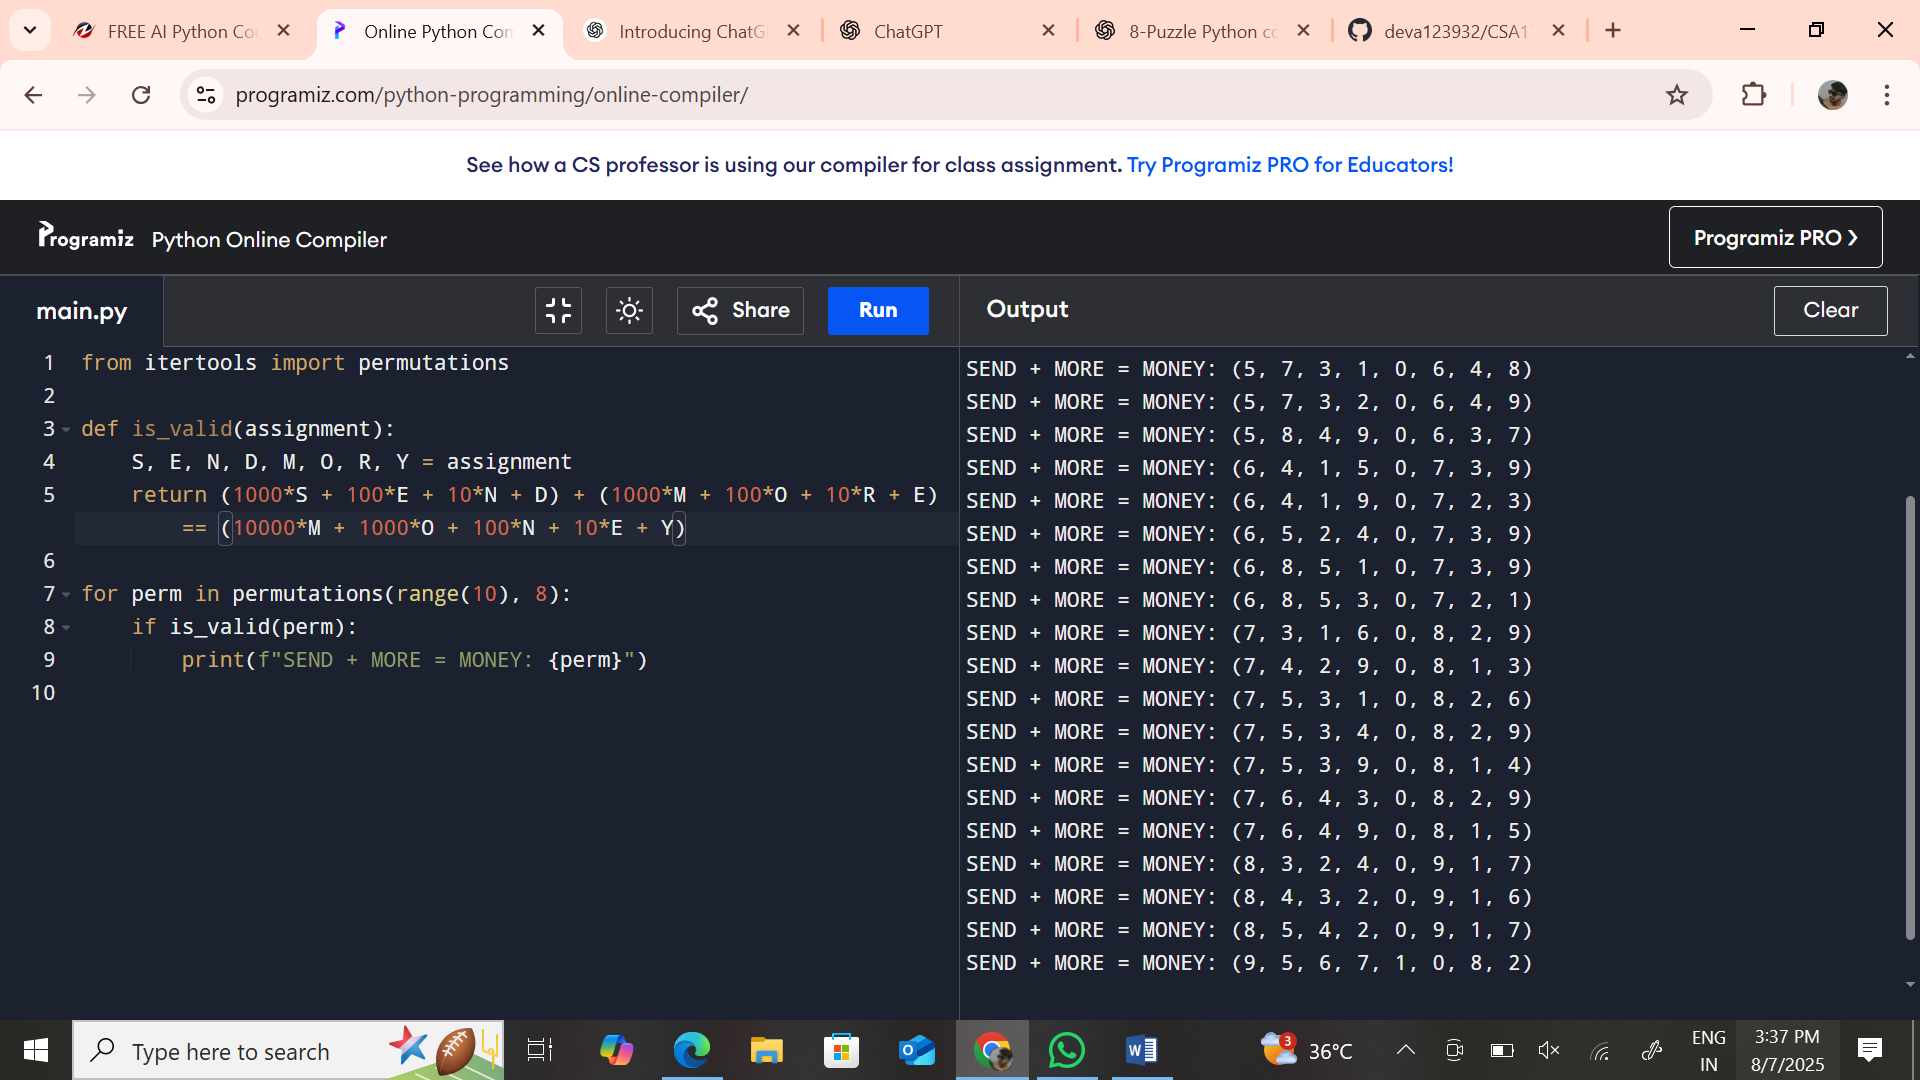 FREE AI Python Co
Online Python Con
Introducing ChatG
ChatGPT
8-Puzzle Python co
deva123932/CSA17
programiz.com/python-programming/online-compiler/
See how a CS professor is using our compiler for class assignment. Try Programiz PRO for Educators!
Programiz Python Online Compiler
Programiz PRO ❯
main.py
Share
Run
Output
Clear
1 from itertools import permutations
2
3 def is_valid(assignment):
4 S, E, N, D, M, O, R, Y = assignment
5 return (1000*S + 100*E + 10*N + D) + (1000*M + 100*O + 10*R + E)
== (10000*M + 1000*O + 100*N + 10*E + Y)
6
7 for perm in permutations(range(10), 8):
8 if is_valid(perm):
9 print(f"SEND + MORE = MONEY: {perm}")
10
SEND + MORE = MONEY: (5, 7, 3, 1, 0, 6, 4, 8)
SEND + MORE = MONEY: (5, 7, 3, 2, 0, 6, 4, 9)
SEND + MORE = MONEY: (5, 8, 4, 9, 0, 6, 3, 7)
SEND + MORE = MONEY: (6, 4, 1, 5, 0, 7, 3, 9)
SEND + MORE = MONEY: (6, 4, 1, 9, 0, 7, 2, 3)
SEND + MORE = MONEY: (6, 5, 2, 4, 0, 7, 3, 9)
SEND + MORE = MONEY: (6, 8, 5, 1, 0, 7, 3, 9)
SEND + MORE = MONEY: (6, 8, 5, 3, 0, 7, 2, 1)
SEND + MORE = MONEY: (7, 3, 1, 6, 0, 8, 2, 9)
SEND + MORE = MONEY: (7, 4, 2, 9, 0, 8, 1, 3)
SEND + MORE = MONEY: (7, 5, 3, 1, 0, 8, 2, 6)
SEND + MORE = MONEY: (7, 5, 3, 4, 0, 8, 2, 9)
SEND + MORE = MONEY: (7, 5, 3, 9, 0, 8, 1, 4)
SEND + MORE = MONEY: (7, 6, 4, 3, 0, 8, 2, 9)
SEND + MORE = MONEY: (7, 6, 4, 9, 0, 8, 1, 5)
SEND + MORE = MONEY: (8, 3, 2, 4, 0, 9, 1, 7)
SEND + MORE = MONEY: (8, 4, 3, 2, 0, 9, 1, 6)
SEND + MORE = MONEY: (8, 5, 4, 2, 0, 9, 1, 7)
SEND + MORE = MONEY: (9, 5, 6, 7, 1, 0, 8, 2)
Type here to search
3
36°C
ENG
IN
3:37 PM
8/7/2025